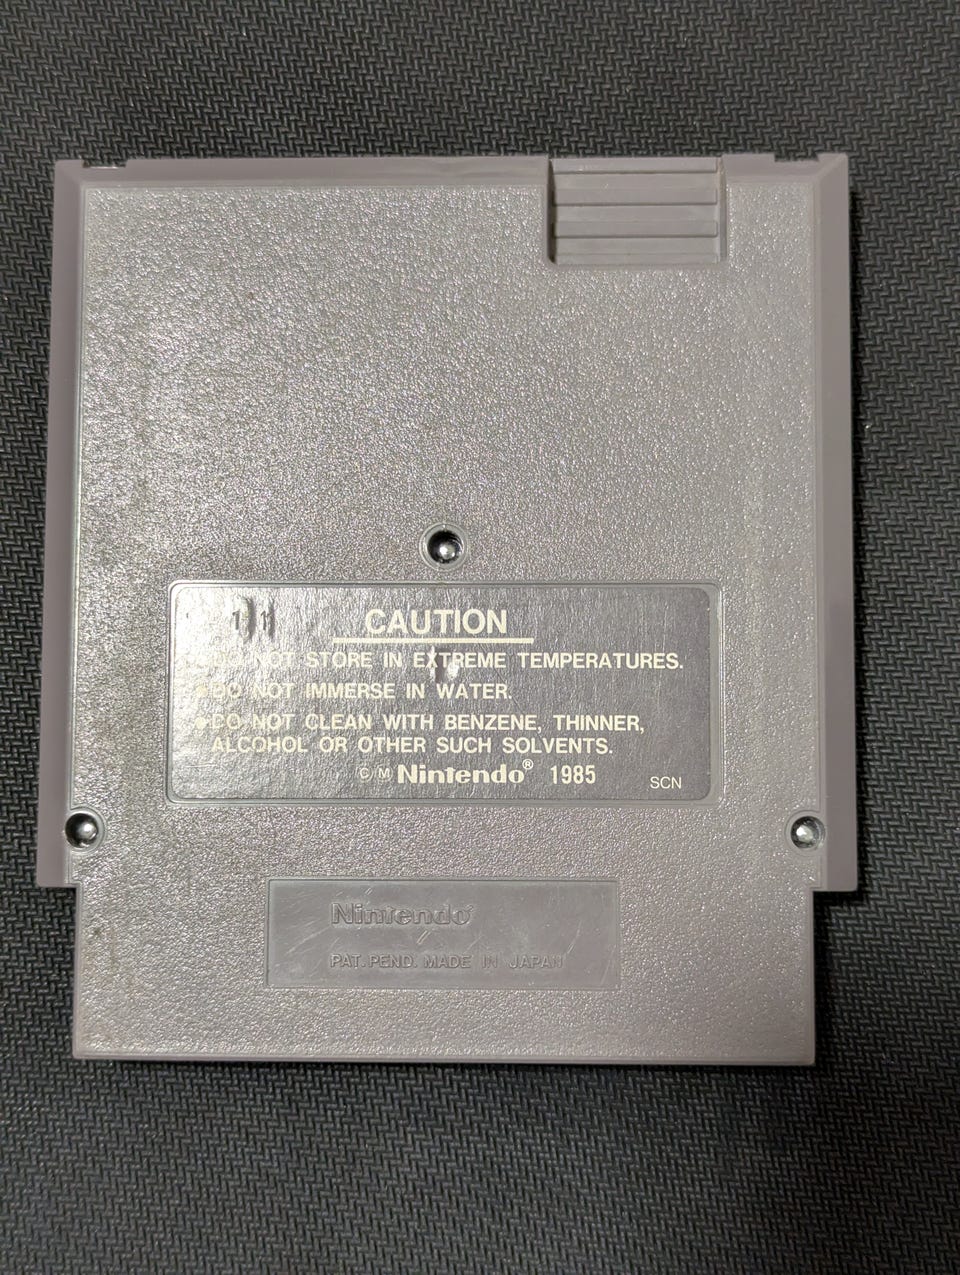 11
CAUTION
DO NOT STORE IN EXTREME TEMPERATURES.
●DO NOT IMMERSE IN WATER.
●DO NOT CLEAN WITH BENZENE, THINNER,
ALCOHOL OR OTHER SUCH SOLVENTS.
©/M Nintendo® 1985
SCN
Nintendo®
PAT. PEND. MADE IN JAPAN